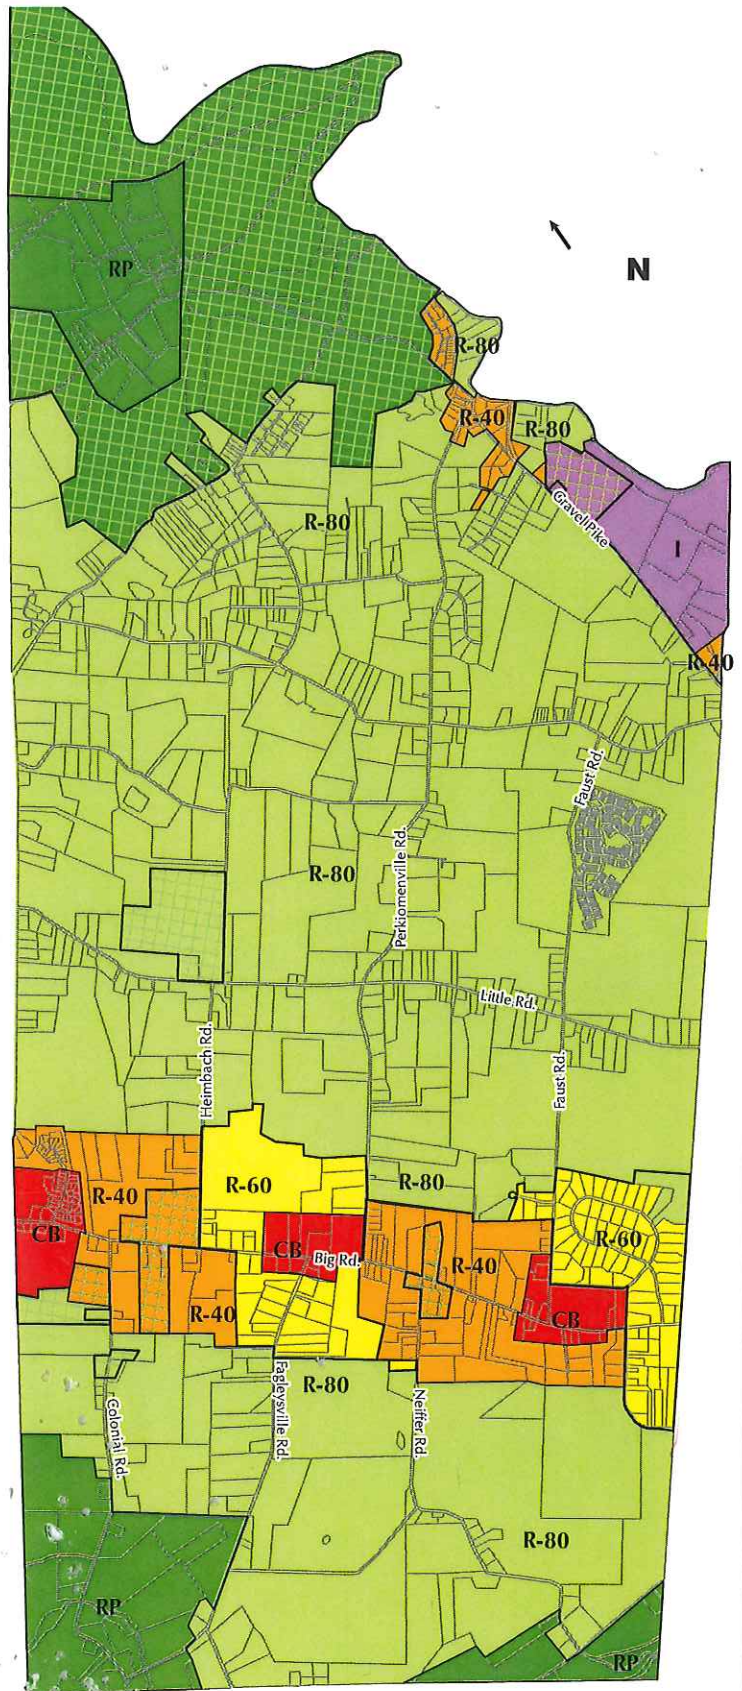 RP
N
R-80
R-40
R-80
Gravel Pike
R-80
I
R-40
Faust Rd.
Perkiomenville Rd.
R-80
Little Rd.
Heimbach Rd.
Faust Rd.
R-40
R-60
R-80
CB
CB
Big Rd.
R-40
R-60
R-40
CB
Fagleysville Rd.
R-80
Neiffer Rd.
Colonial Rd.
R-80
RP
RP